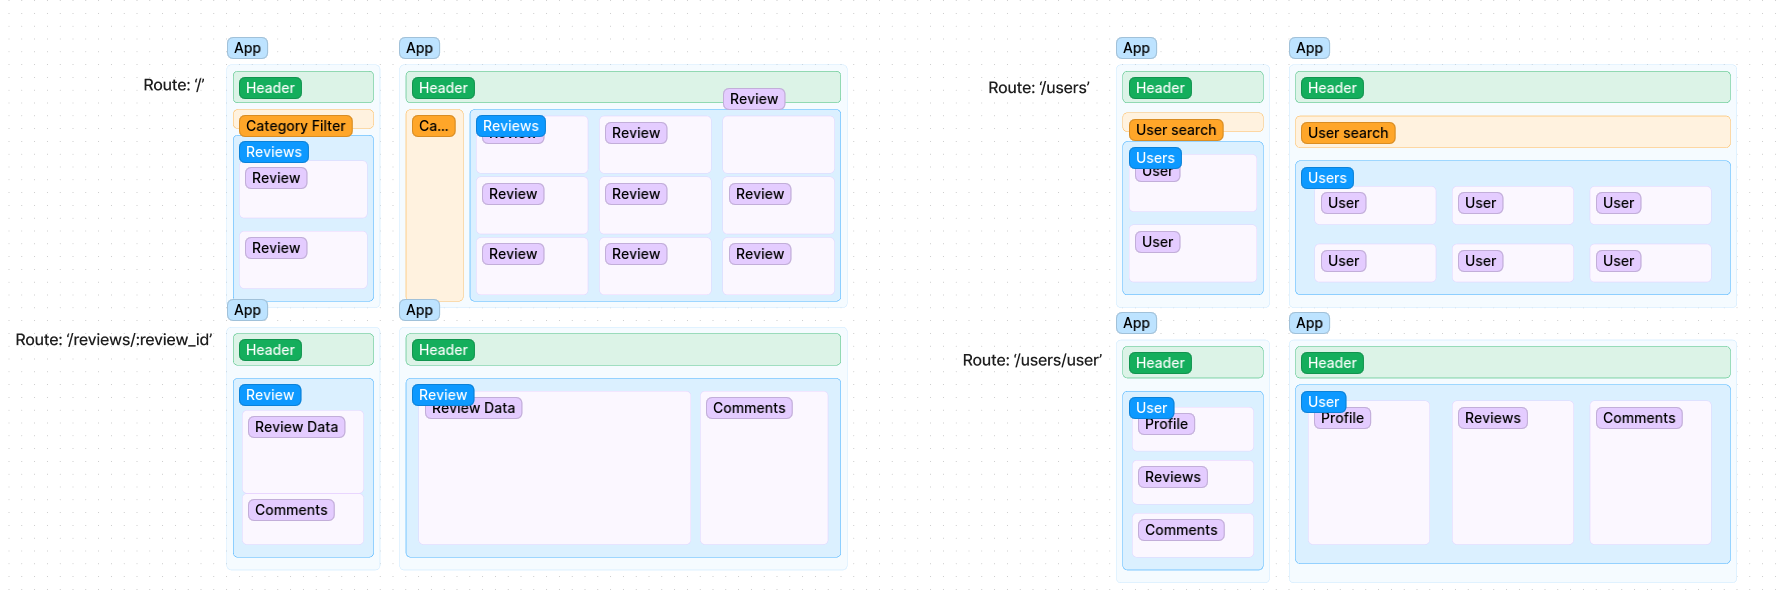 Route: ‘/’
App
Header
Category Filter
Reviews
Review
Review
App
Header
Review
Ca...
Reviews
Review
Review
Review
Review
Review
Review
Review
Review
Route: ‘/users’
App
Header
User search
Users
User
User
App
Header
User search
Users
User
User
User
User
User
User
Route: ‘/reviews/:review_id’
App
Header
Review
Review Data
Comments
App
Header
Review
Review Data
Comments
Route: ‘/users/user’
App
Header
User
Profile
Reviews
Comments
App
Header
User
Profile
Reviews
Comments